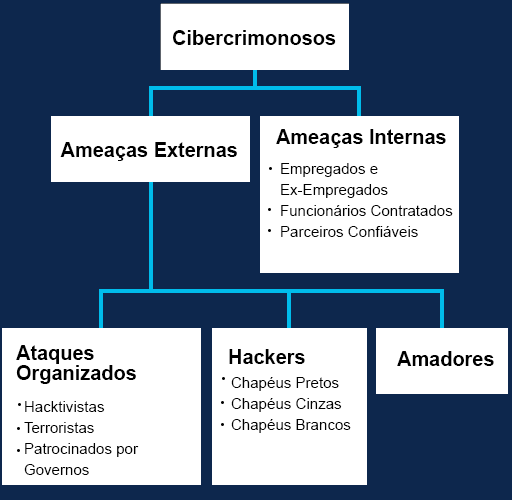 Cibercrimonosos
Ameaças Externas
Ameaças Internas
• Empregados e
Ex-Empregados
• Funcionários Contratados
• Parceiros Confiáveis
Ataques
Organizados
• Hacktivistas
• Terroristas
• Patrocinados por
Governos
Hackers
• Chapéus Pretos
• Chapéus Cinzas
• Chapéus Brancos
Amadores